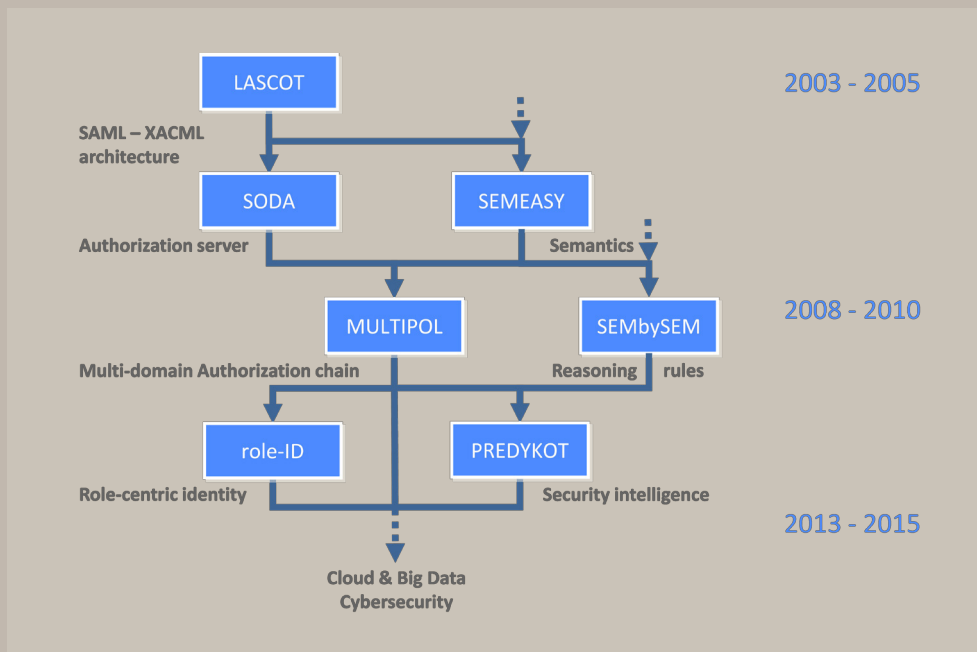 LASCOT
2003 - 2005
SAML – XACML
architecture
SODA
SEMEASY
Authorization server
Semantics
MULTIPOL
SEMbySEM
2008 - 2010
Multi-domain Authorization chain
Reasoning rules
role-ID
PREDYKOT
Role-centric identity
Security intelligence
2013 - 2015
Cloud & Big Data
Cybersecurity